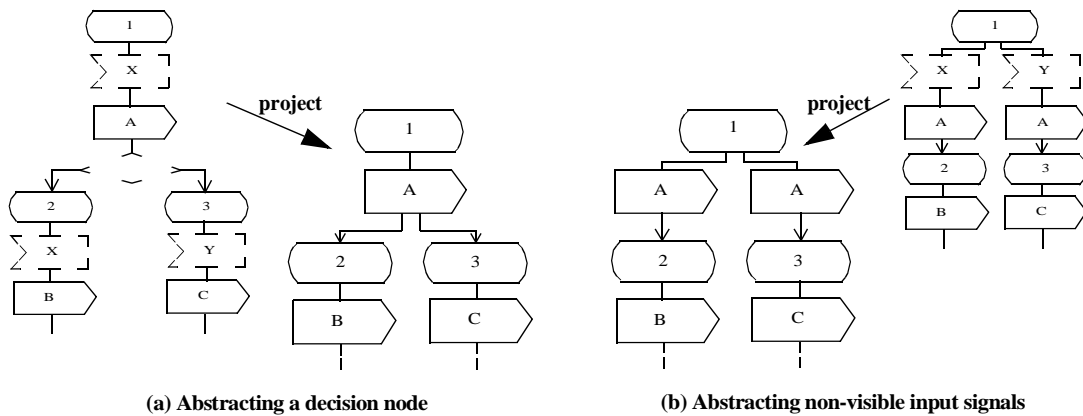 1
X
A
2
3
X
Y
B
C
project
1
A
2
3
B
C
(a) Abstracting a decision node
1
X
Y
A
A
2
3
B
C
project
1
A
A
2
3
B
C
(b) Abstracting non-visible input signals